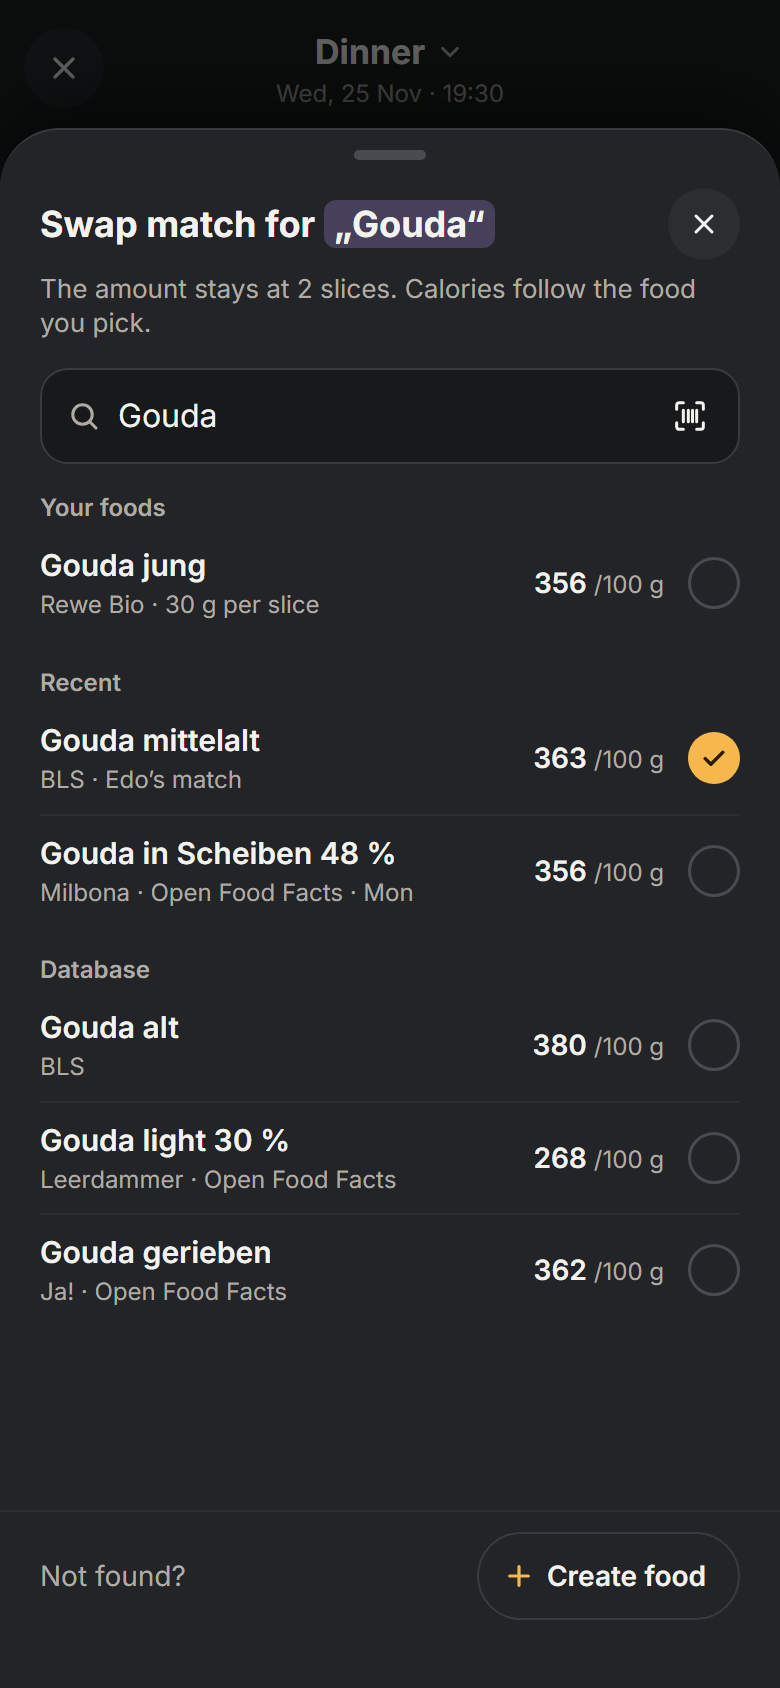 Dinner
Wed, 25 Nov · 19:30
Swap match for „Gouda“
The amount stays at 2 slices. Calories follow the food
you pick.
Gouda
Your foods
Gouda jung
Rewe Bio · 30 g per slice
356 /100 g
Recent
Gouda mittelalt
BLS · Edo’s match
363 /100 g
Gouda in Scheiben 48 %
Milbona · Open Food Facts · Mon
356 /100 g
Database
Gouda alt
BLS
380 /100 g
Gouda light 30 %
Leerdammer · Open Food Facts
268 /100 g
Gouda gerieben
Ja! · Open Food Facts
362 /100 g
Not found?
Create food